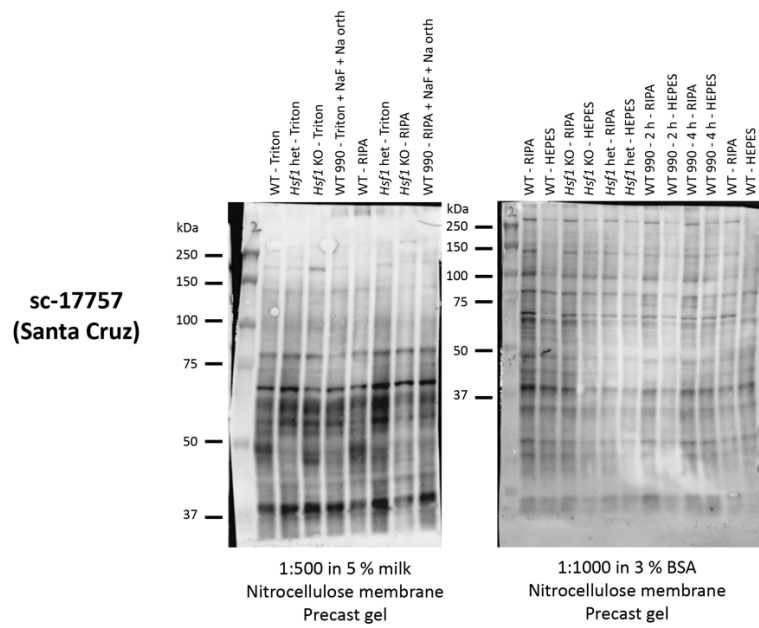 WT - Triton
Hsf1 het - Triton
Hsf1 KO - Triton
WT 990 - Triton + NaF + Na orth
WT - RIPA
Hsf1 het - Triton
Hsf1 KO - RIPA
WT 990 - RIPA + NaF + Na orth
WT - RIPA
WT - HEPES
Hsf1 KO - RIPA
Hsf1 KO - HEPES
Hsf1 het - RIPA
Hsf1 het - HEPES
WT 990 - 2 h - RIPA
WT 990 - 2 h - HEPES
WT 990 - 4 h - RIPA
WT 990 - 4 h - HEPES
WT - RIPA
WT - HEPES
sc-17757
(Santa Cruz)
kDa
2
250
150
100
75
50
37
1:500 in 5 % milk
Nitrocellulose membrane
Precast gel
kDa
2
250
150
100
75
50
37
1:1000 in 3 % BSA
Nitrocellulose membrane
Precast gel